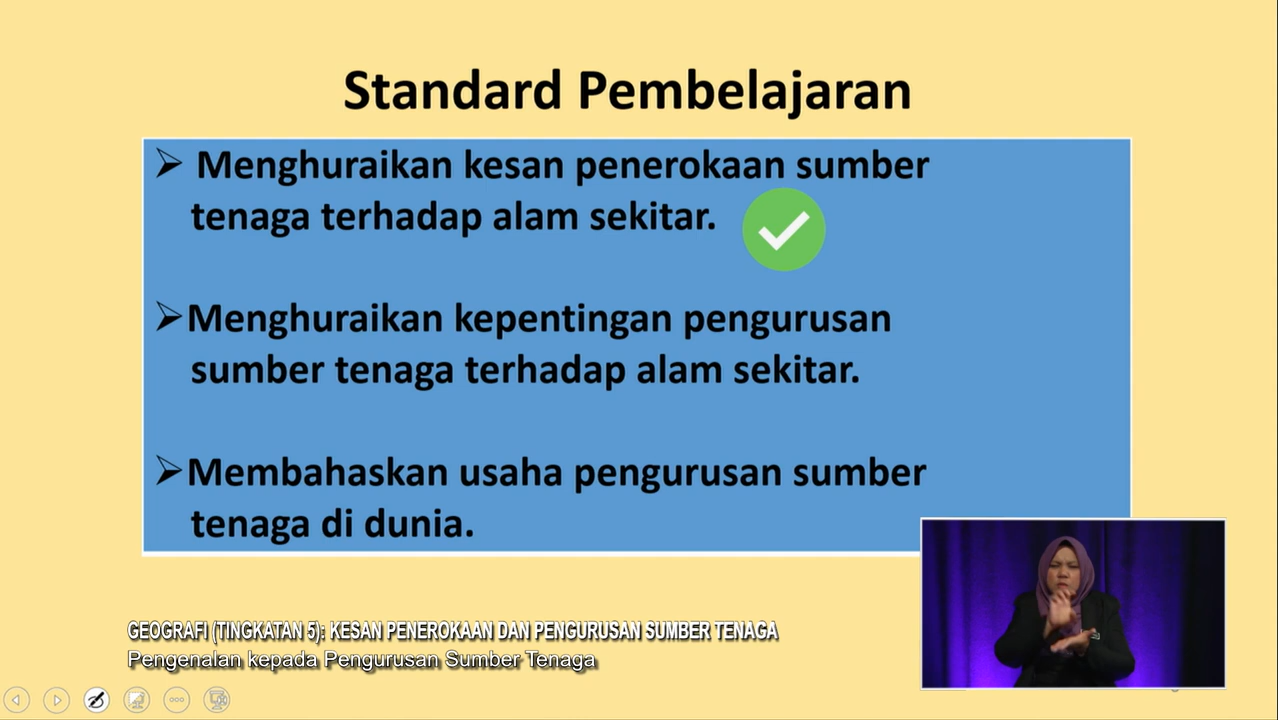 Standard Pembelajaran
➢ Menghuraikan kesan penerokaan sumber
tenaga terhadap alam sekitar.
➢Menghuraikan kepentingan pengurusan
sumber tenaga terhadap alam sekitar.
➢Membahaskan usaha pengurusan sumber
tenaga di dunia.
GEOGRAFI (TINGKATAN 5): KESAN PENEROKAAN DAN PENGURUSAN SUMBER TENAGA
Pengenalan kepada Pengurusan Sumber Tenaga